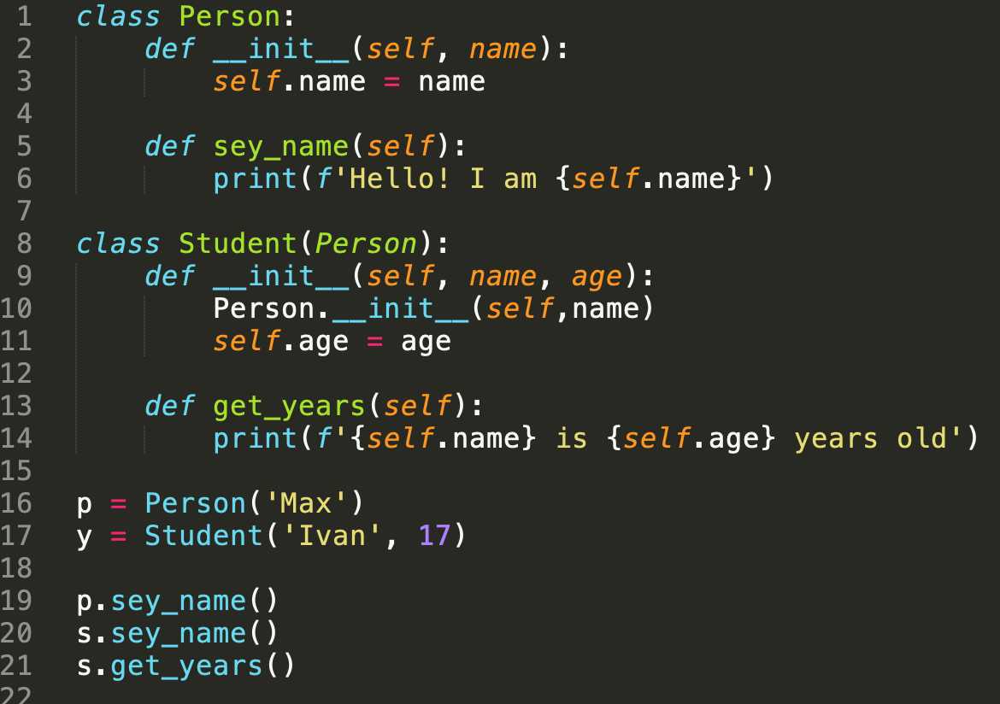 1 class Person:
2     def __init__(self, name):
3         self.name = name
4
5     def sey_name(self):
6         print(f'Hello! I am {self.name}')
7
8 class Student(Person):
9     def __init__(self, name, age):
10         Person.__init__(self,name)
11         self.age = age
12
13     def get_years(self):
14         print(f'{self.name} is {self.age} years old')
15
16 p = Person('Max')
17 y = Student('Ivan', 17)
18
19 p.sey_name()
20 s.sey_name()
21 s.get_years()
22